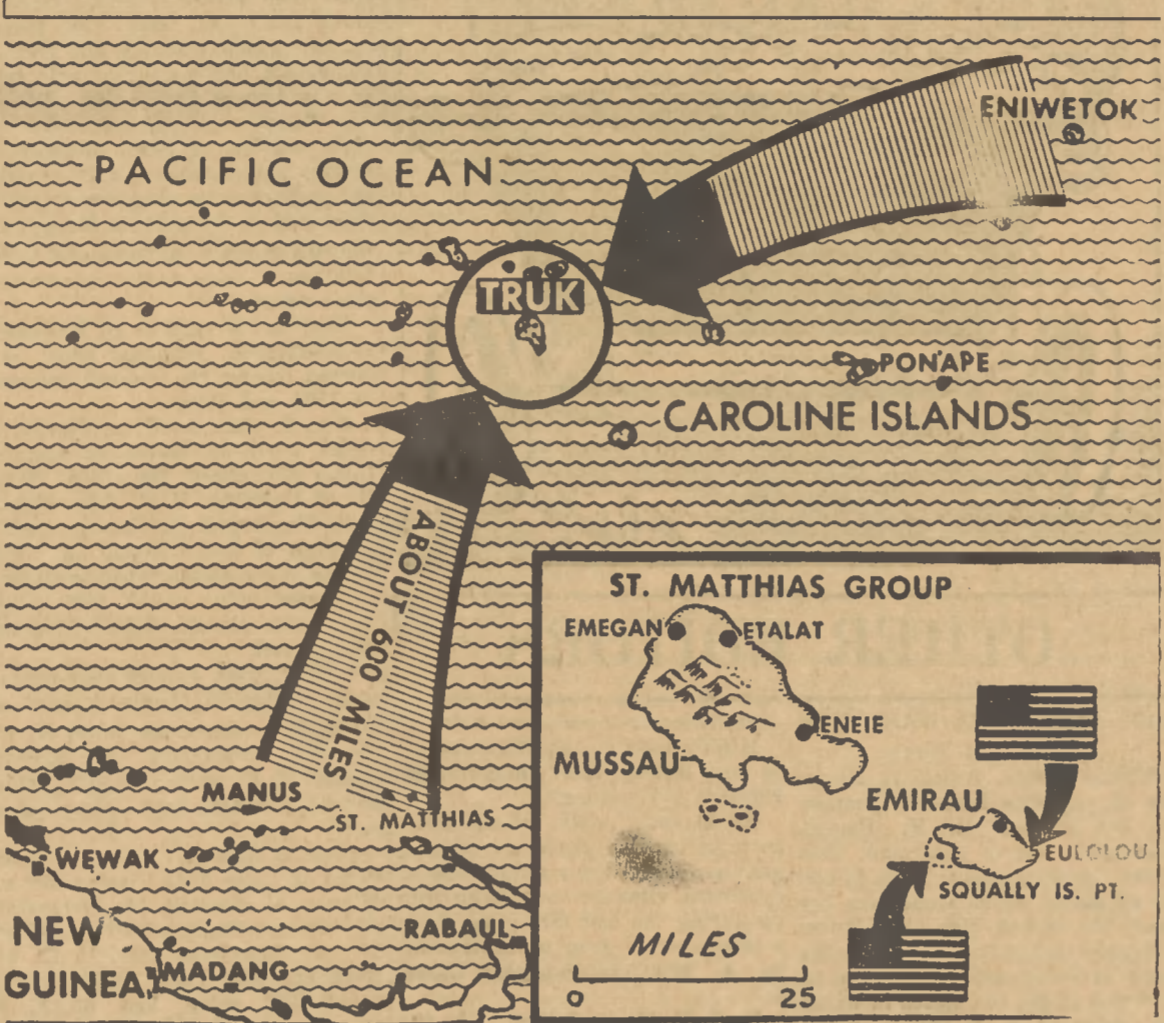 ENIWETOK
PACIFIC OCEAN
TRUK
PONAPE
CAROLINE ISLANDS
ABOUT 600 MILES
MANUS
ST. MATTHIAS
WEWAK
NEW
GUINEA
RABAUL
MADANG
ST. MATTHIAS GROUP
EMEGAN
ETALAT
ENEIE
MUSSAU
EMIRAU
EULOLOU
SQUALLY IS. PT.
MILES
0 25